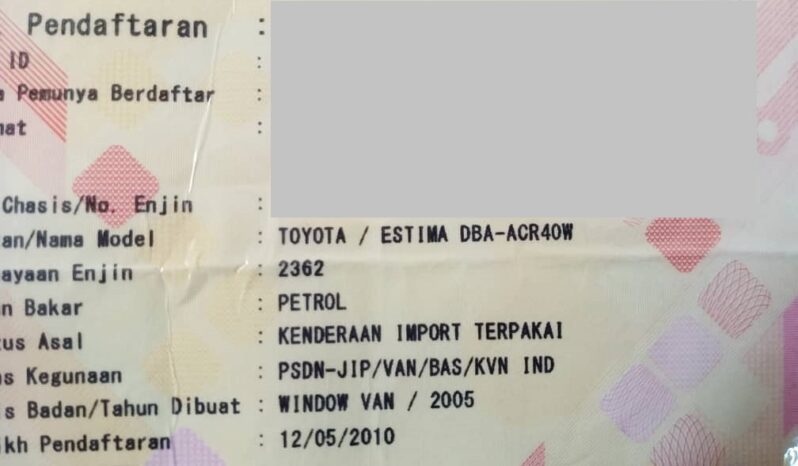 Pendaftaran :
ID :
Pemunya Berdaftar :
mat :
Chasis/No. Enjin :
an/Nama Model : TOYOTA / ESTIMA DBA-ACR40W
ayaan Enjin : 2362
n Bakar : PETROL
us Asal : KENDERAAN IMPORT TERPAKAI
s Kegunaan : PSDN-JIP/VAN/BAS/KVN IND
s Badan/Tahun Dibuat : WINDOW VAN / 2005
ikh Pendaftaran : 12/05/2010